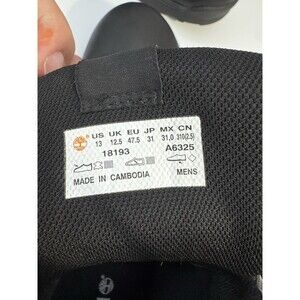 US UK EU JP MX CN
13 12.5 47.5 31 31.0 310(2.5)
18193 A6325
MADE IN CAMBODIA MENS